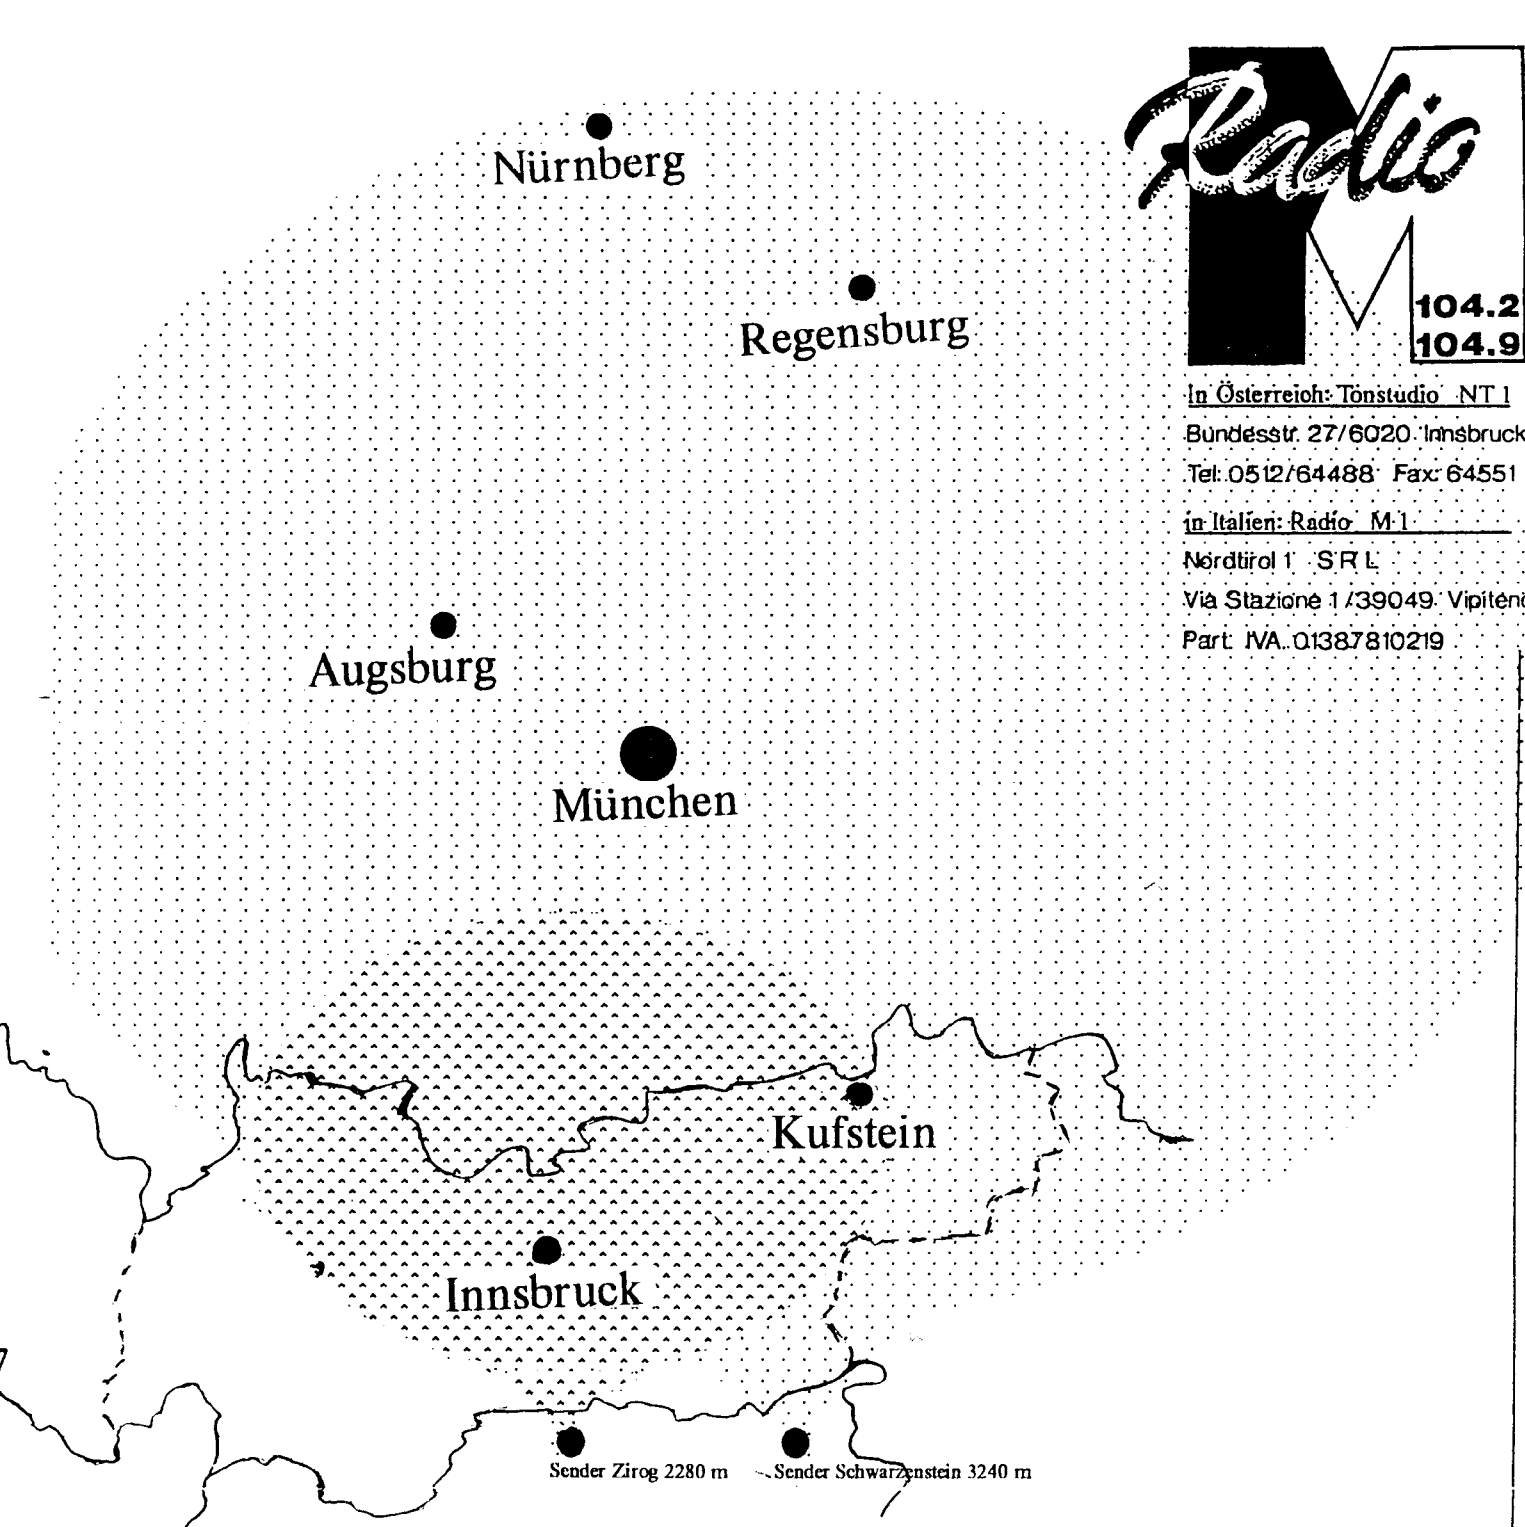 Radio M
104.2
104.9
In Österreich: Tonstudio NT 1
Bundesstr. 27/6020 Innsbruck
Tel: 0512/64488 Fax: 64551
in Italien: Radio M 1
Nordtirol 1 S R L
Via Stazione 1/39049 Vipiteno
Part. IVA. 01387810219
Nürnberg
Regensburg
Augsburg
München
Kufstein
Innsbruck
Sender Zirog 2280 m
Sender Schwarzenstein 3240 m